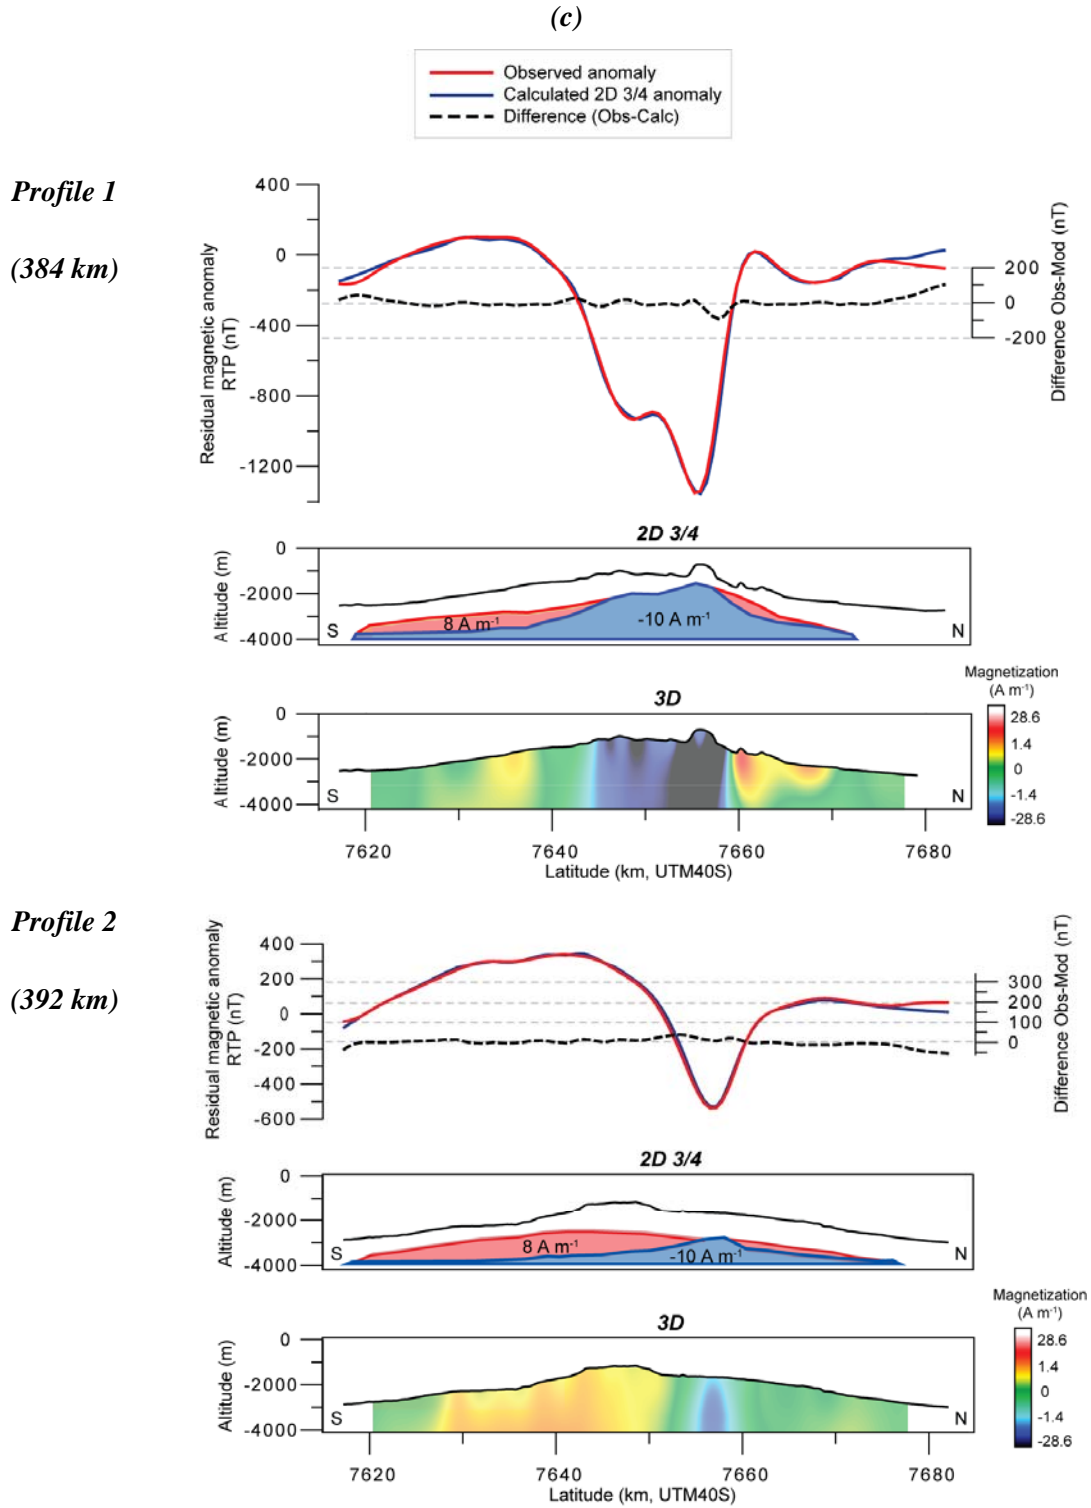 (c)
Observed anomaly
Calculated 2D 3/4 anomaly
Difference (Obs-Calc)
Profile 1
(384 km)
Residual magnetic anomaly
RTP (nT)
400
0
-400
-800
-1200
Difference Obs-Mod (nT)
200
0
-200
2D 3/4
Altitude (m)
0
-2000
-4000
S
8 A m-1
-10 A m-1
N
3D
Altitude (m)
0
-2000
-4000
S
N
Magnetization
(A m-1)
28.6
1.4
0
-1.4
-28.6
7620
7640
7660
7680
Latitude (km, UTM40S)
Profile 2
(392 km)
Residual magnetic anomaly
RTP (nT)
400
200
0
-200
-400
-600
Difference Obs-Mod (nT)
300
200
100
0
2D 3/4
Altitude (m)
0
-2000
-4000
S
8 A m-1
-10 A m-1
N
3D
Altitude (m)
0
-2000
-4000
S
N
Magnetization
(A m-1)
28.6
1.4
0
-1.4
-28.6
7620
7640
7660
7680
Latitude (km, UTM40S)